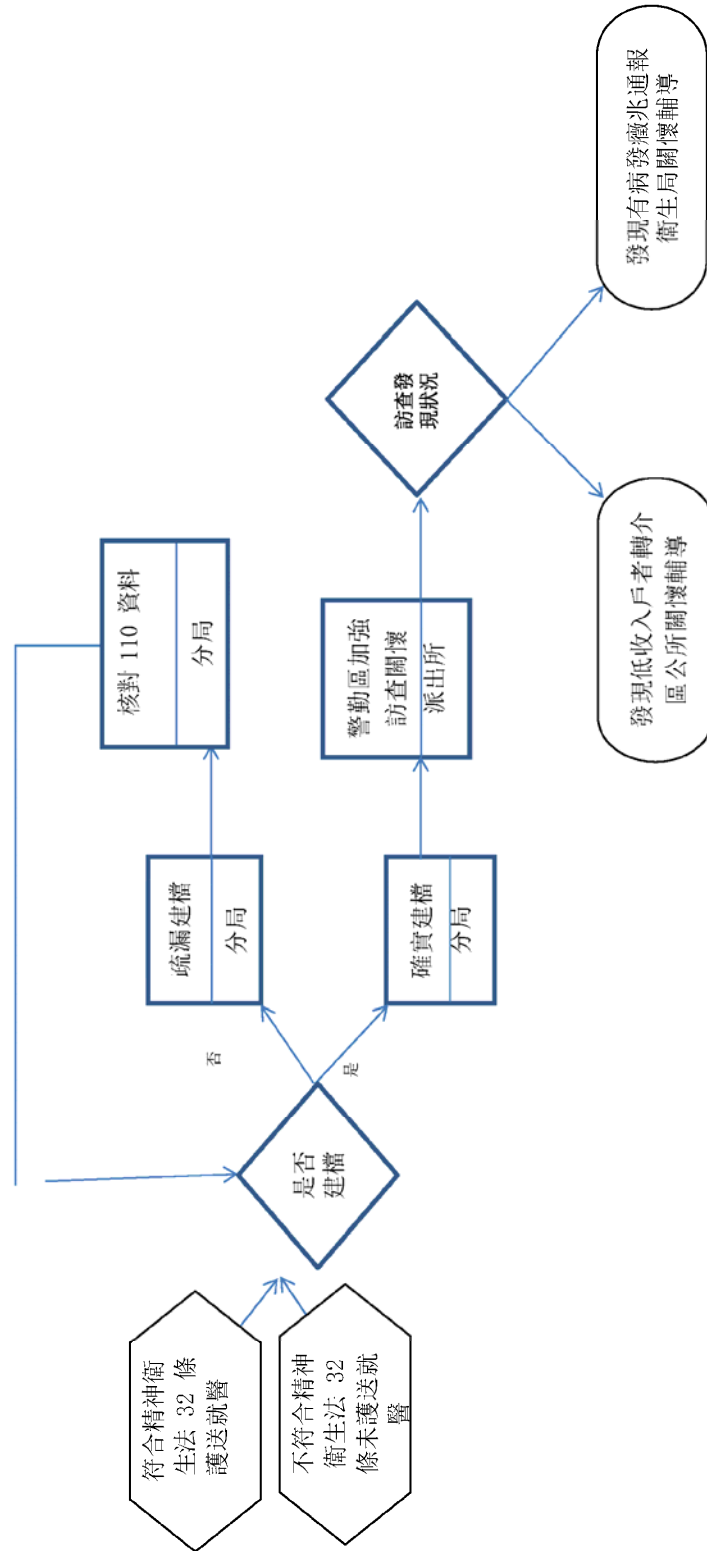 符合精神衛
生法 32 條
護送就醫
不符合精神
衛生法 32
條未護送就
醫
是否
建檔
否
是
疏漏建檔
分局
確實建檔
分局
核對 110 資料
分局
警勤區加強
訪查關懷
派出所
訪查發
現狀況
發現低收入戶者轉介
區公所關懷輔導
發現有病發癥兆通報
衛生局關懷輔導